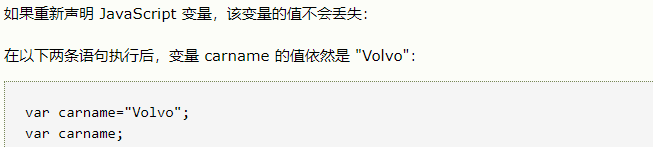 如果重新声明 JavaScript 变量，该变量的值不会丢失：
在以下两条语句执行后，变量 carname 的值依然是 "Volvo"：
var carname="Volvo";
var carname;